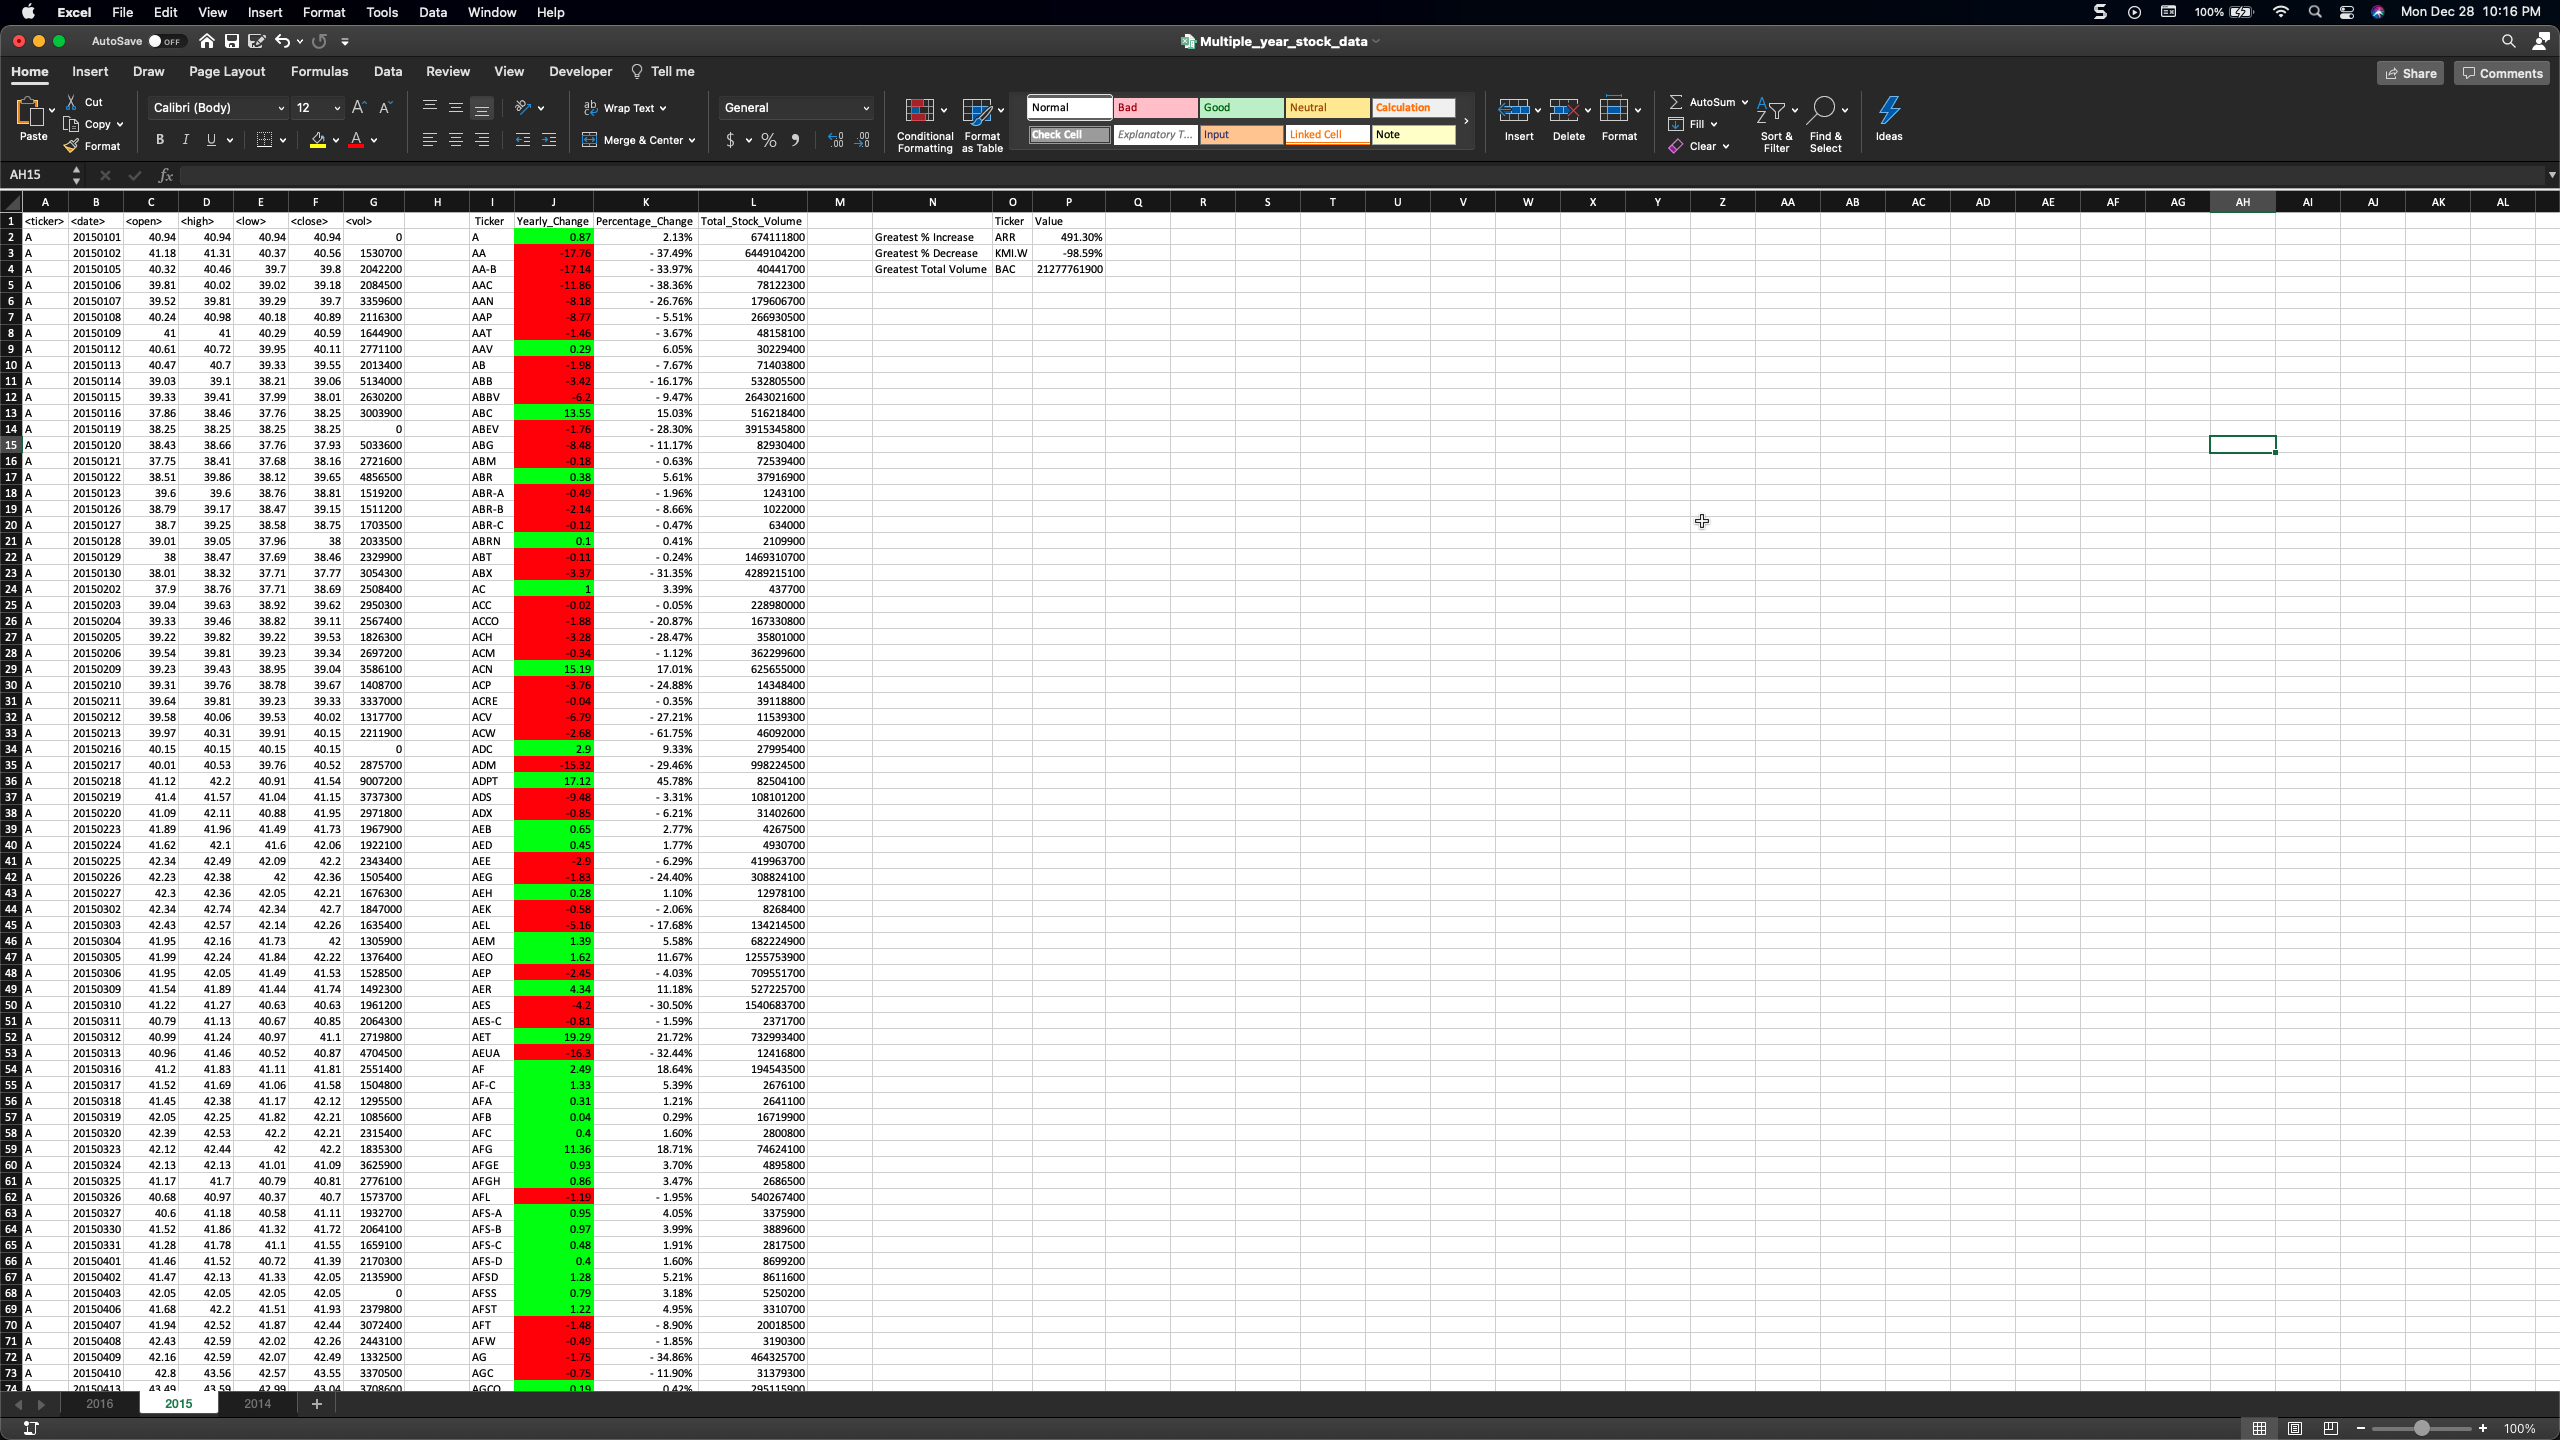 Excel File Edit View Insert Format Tools Data Window Help 100% Mon Dec 28 10:16 PM
AutoSave OFF Multiple_year_stock_data
Home Insert Draw Page Layout Formulas Data Review View Developer Tell me Share Comments
Paste Cut Copy Format
Calibri (Body) 12
B I U A
Wrap Text
Merge & Center
General
$ %
Conditional Formatting
Format as Table
Normal Bad Good Neutral Calculation
Check Cell Explanatory T... Input Linked Cell Note
Insert Delete Format
AutoSum
Fill
Clear
Sort & Filter
Find & Select
Ideas
AH15 fx
A B C D E F G H I J K L M N O P Q R S T U V W X Y Z AA AB AC AD AE AF AG AH AI AJ AK AL
1 <ticker> <date> <open> <high> <low> <close> <vol> Ticker Yearly_Change Percentage_Change Total_Stock_Volume Ticker Value
2 A 20150101 40.94 40.94 40.94 40.94 0 A 0.87 2.13% 674111800 Greatest % Increase ARR 491.30%
3 A 20150102 41.18 41.31 40.37 40.56 1530700 AA -17.76 - 37.49% 6449104200 Greatest % Decrease KMI.W -98.59%
4 A 20150105 40.32 40.46 39.7 39.8 2042200 AA-B -17.14 - 33.97% 40441700 Greatest Total Volume BAC 21277761900
5 A 20150106 39.81 40.02 39.02 39.18 2084500 AAC -11.86 - 38.36% 78122300
6 A 20150107 39.52 39.81 39.29 39.7 3359600 AAN -8.18 - 26.76% 179606700
7 A 20150108 40.24 40.98 40.18 40.89 2116300 AAP -8.77 - 5.51% 266930500
8 A 20150109 41 41 40.29 40.59 1644900 AAT -1.46 - 3.67% 48158100
9 A 20150112 40.61 40.72 39.95 40.11 2771100 AAV 0.29 6.05% 30229400
10 A 20150113 40.47 40.7 39.33 39.55 2013400 AB -1.98 - 7.67% 71403800
11 A 20150114 39.03 39.1 38.21 39.06 5134000 ABB -3.42 - 16.17% 532805500
12 A 20150115 39.33 39.41 37.99 38.01 2630200 ABBV -6.2 - 9.47% 2643021600
13 A 20150116 37.86 38.46 37.76 38.25 3003900 ABC 13.55 15.03% 516218400
14 A 20150119 38.25 38.25 38.25 38.25 0 ABEV -1.76 - 28.30% 3915345800
15 A 20150120 38.43 38.66 37.76 37.93 5033600 ABG -8.48 - 11.17% 82930400
16 A 20150121 37.75 38.41 37.68 38.16 2721600 ABM -0.18 - 0.63% 72539400
17 A 20150122 38.51 39.86 38.12 39.65 4856500 ABR 0.38 5.61% 37916900
18 A 20150123 39.6 39.6 38.76 38.81 1519200 ABR-A -0.49 - 1.96% 1243100
19 A 20150126 38.79 39.17 38.47 39.15 1511200 ABR-B -2.14 - 8.66% 1022000
20 A 20150127 38.7 39.25 38.58 38.75 1703500 ABR-C -0.12 - 0.47% 634000
21 A 20150128 39.01 39.05 37.96 38 2033500 ABRN 0.1 0.41% 2109900
22 A 20150129 38 38.47 37.69 38.46 2329900 ABT -0.11 - 0.24% 1469310700
23 A 20150130 38.01 38.32 37.71 37.77 3054300 ABX -3.37 - 31.35% 4289215100
24 A 20150202 37.9 38.76 37.71 38.69 2508400 AC 1 3.39% 437700
25 A 20150203 39.04 39.63 38.92 39.62 2950300 ACC -0.02 - 0.05% 228980000
26 A 20150204 39.33 39.46 38.82 39.11 2567400 ACCO -1.88 - 20.87% 167330800
27 A 20150205 39.22 39.82 39.22 39.53 1826300 ACH -3.28 - 28.47% 35801000
28 A 20150206 39.54 39.81 39.23 39.34 2697200 ACM -0.34 - 1.12% 362299600
29 A 20150209 39.23 39.43 38.95 39.04 3586100 ACN 15.19 17.01% 625655000
30 A 20150210 39.31 39.76 38.78 39.67 1408700 ACP -3.76 - 24.88% 14348400
31 A 20150211 39.64 39.81 39.23 39.33 3337000 ACRE -0.04 - 0.35% 39118800
32 A 20150212 39.58 40.06 39.53 40.02 1317700 ACV -6.79 - 27.21% 11539300
33 A 20150213 39.97 40.31 39.91 40.15 2211900 ACW -2.68 - 61.75% 46092000
34 A 20150216 40.15 40.15 40.15 40.15 0 ADC 2.9 9.33% 27995400
35 A 20150217 40.01 40.53 39.76 40.52 2875700 ADM -15.32 - 29.46% 998224500
36 A 20150218 41.12 42.2 40.91 41.54 9007200 ADPT 17.12 45.78% 82504100
37 A 20150219 41.4 41.57 41.04 41.15 3737300 ADS -9.48 - 3.31% 108101200
38 A 20150220 41.09 42.11 40.88 41.95 2971800 ADX -0.85 - 6.21% 31402600
39 A 20150223 41.89 41.96 41.49 41.73 1967900 AEB 0.65 2.77% 4267500
40 A 20150224 41.62 42.1 41.6 42.06 1922100 AED 0.45 1.77% 4930700
41 A 20150225 42.34 42.49 42.09 42.2 2343400 AEE -2.9 - 6.29% 419963700
42 A 20150226 42.23 42.38 42 42.36 1505400 AEG -1.83 - 24.40% 308824100
43 A 20150227 42.3 42.36 42.05 42.21 1676300 AEH 0.28 1.10% 12978100
44 A 20150302 42.34 42.74 42.34 42.7 1847000 AEK -0.58 - 2.06% 8268400
45 A 20150303 42.43 42.57 42.14 42.26 1635400 AEL -5.16 - 17.68% 134214500
46 A 20150304 41.95 42.16 41.73 42 1305900 AEM 1.39 5.58% 682224900
47 A 20150305 41.99 42.24 41.84 42.22 1376400 AEO 1.62 11.67% 1255753900
48 A 20150306 41.95 42.05 41.49 41.53 1528500 AEP -2.45 - 4.03% 709551700
49 A 20150309 41.54 41.89 41.44 41.74 1492300 AER 4.34 11.18% 527225700
50 A 20150310 41.22 41.27 40.63 40.63 1961200 AES -4.2 - 30.50% 1540683700
51 A 20150311 40.79 41.13 40.67 40.85 2064300 AES-C -0.81 - 1.59% 2371700
52 A 20150312 40.99 41.24 40.97 41.1 2719800 AET 19.29 21.72% 732993400
53 A 20150313 40.96 41.46 40.52 40.87 4704500 AEUA -16.3 - 32.44% 12416800
54 A 20150316 41.2 41.83 41.11 41.81 2551400 AF 2.49 18.64% 194543500
55 A 20150317 41.52 41.69 41.06 41.58 1504800 AF-C 1.33 5.39% 2676100
56 A 20150318 41.45 42.38 41.17 42.12 1295500 AFA 0.31 1.21% 2641100
57 A 20150319 42.05 42.25 41.82 42.21 1085600 AFB 0.04 0.29% 16719900
58 A 20150320 42.39 42.53 42.2 42.21 2315400 AFC 0.4 1.60% 2800800
59 A 20150323 42.12 42.44 42 42.2 1835300 AFG 11.36 18.71% 74624100
60 A 20150324 42.13 42.13 41.01 41.09 3625900 AFGE 0.93 3.70% 4895800
61 A 20150325 41.17 41.7 40.79 40.81 2776100 AFGH 0.86 3.47% 2686500
62 A 20150326 40.68 40.97 40.37 40.7 1573700 AFL -1.19 - 1.95% 540267400
63 A 20150327 40.6 41.18 40.58 41.11 1932700 AFS-A 0.95 4.05% 3375900
64 A 20150330 41.52 41.86 41.32 41.72 2064100 AFS-B 0.97 3.99% 3889600
65 A 20150331 41.28 41.78 41.1 41.55 1659100 AFS-C 0.48 1.91% 2817500
66 A 20150401 41.46 41.52 40.72 41.39 2170300 AFS-D 0.4 1.60% 8699200
67 A 20150402 41.47 42.13 41.33 42.05 2135900 AFSD 1.28 5.21% 8611600
68 A 20150403 42.05 42.05 42.05 42.05 0 AFSS 0.79 3.18% 5250200
69 A 20150406 41.68 42.2 41.51 41.93 2379800 AFST 1.22 4.95% 3310700
70 A 20150407 41.94 42.52 41.87 42.44 3072400 AFT -1.48 - 8.90% 20018500
71 A 20150408 42.43 42.59 42.02 42.26 2443100 AFW -0.49 - 1.85% 3190300
72 A 20150409 42.16 42.59 42.07 42.49 1332500 AG -1.75 - 34.86% 464325700
73 A 20150410 42.8 43.56 42.57 43.55 3370500 AGC -0.75 - 11.90% 31379300
74 A 20150413 43.49 43.59 42.99 43.04 3708600 AGCO 0.19 0.42% 295115900
2016 2015 2014 +
100%